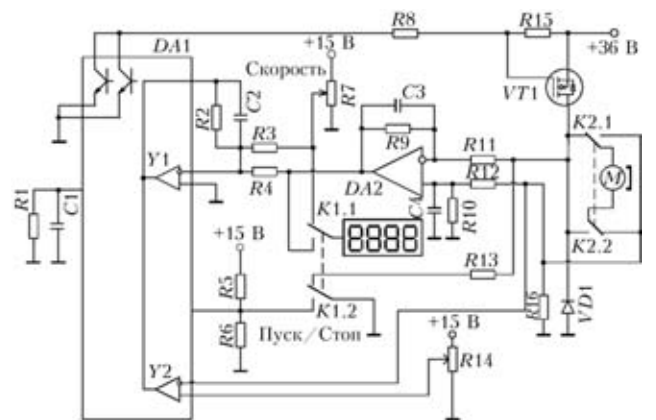 R8
R15
DA1
+15 В
+36 В
Скорость
C3
VT1
R2
C2
R7
R3
R9
K2.1
R11
Y1
R4
DA2
R12
M
R1
C1
K1.1
C4
R10
8888
K2.2
+15 В
R13
R5
K1.2
R16
VD1
R6
Пуск/Стоп
+15 В
Y2
R14